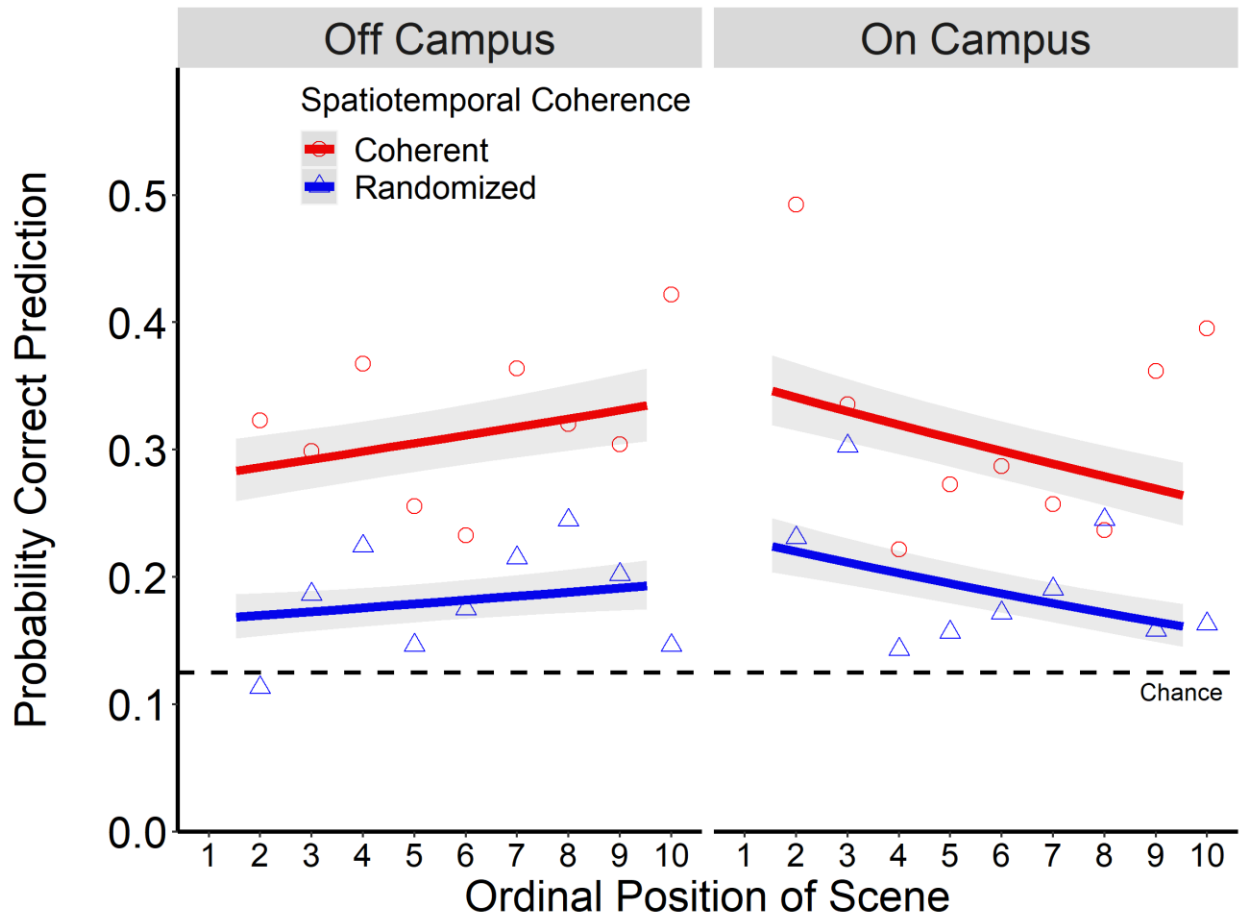 Off Campus
On Campus
Spatiotemporal Coherence
Coherent
Randomized
Probability Correct Prediction
0.5
0.4
0.3
0.2
0.1
0.0
Chance
1 2 3 4 5 6 7 8 9 10
1 2 3 4 5 6 7 8 9 10
Ordinal Position of Scene